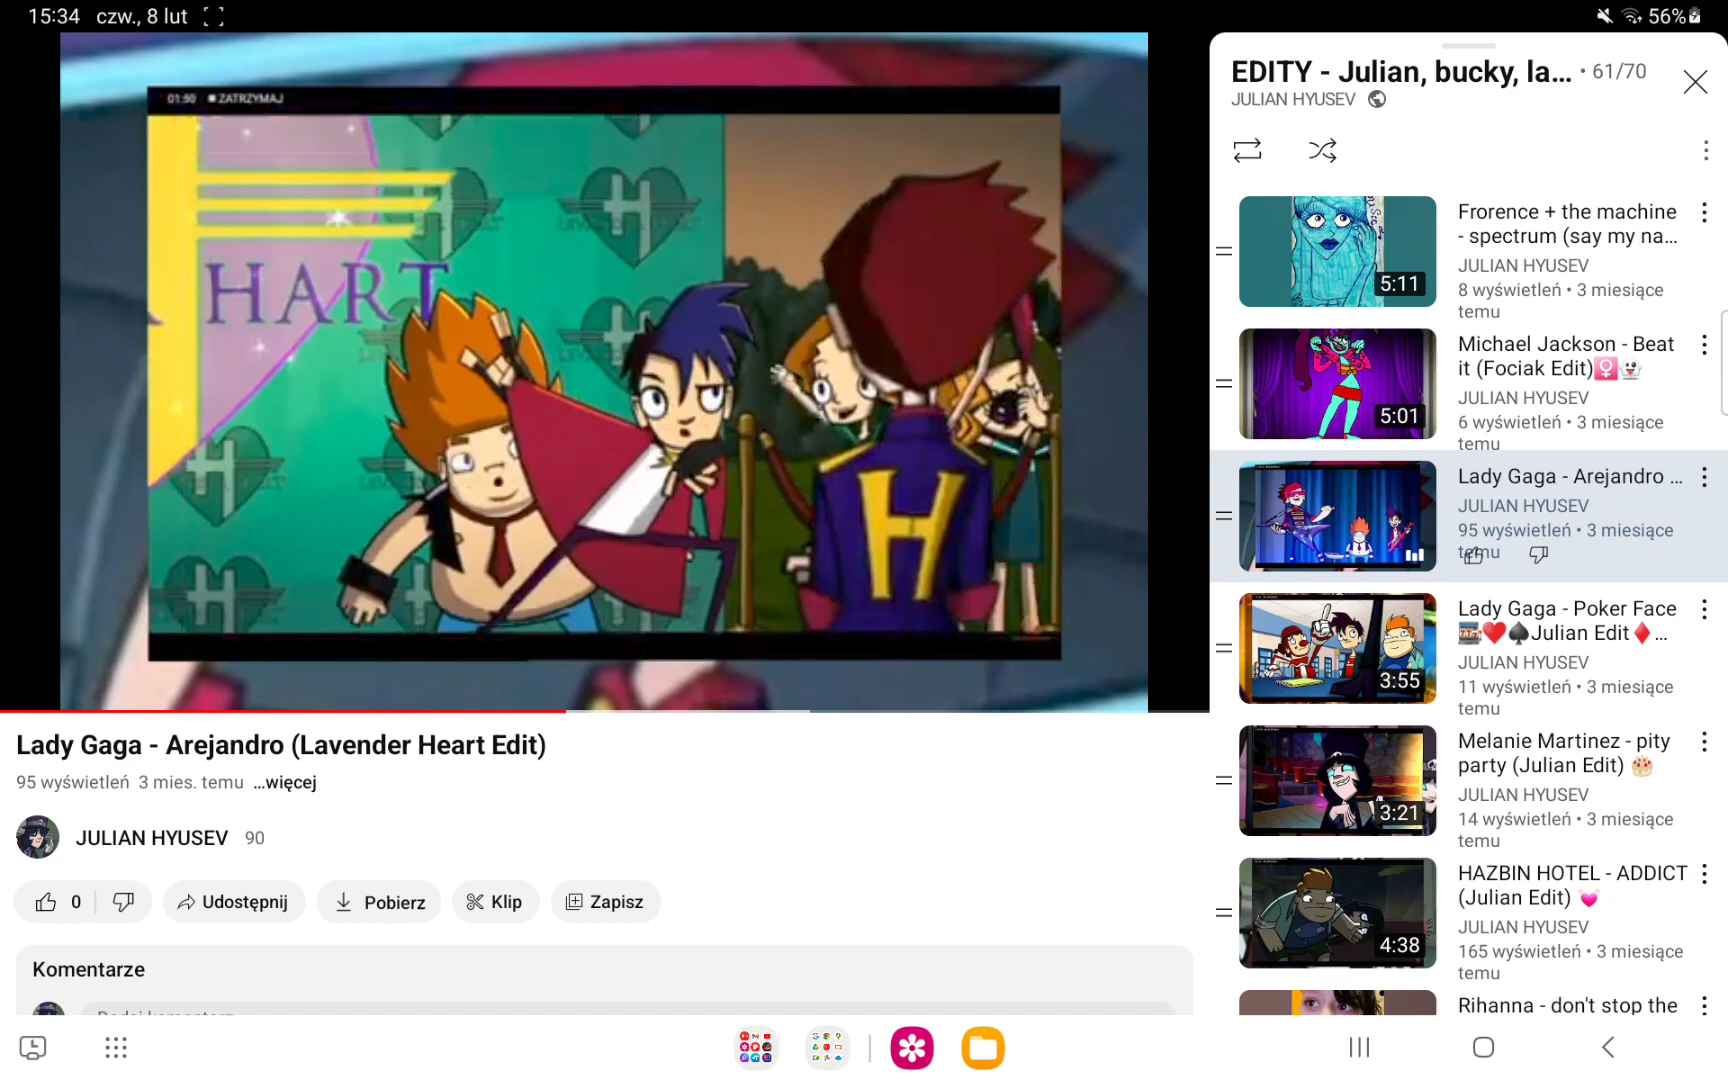 15:34 czw., 8 lut
56%
01:50 ■ ZATRZYMAJ
HART
H
EDITY - Julian, bucky, la... • 61/70
JULIAN HYUSEV
Frorence + the machine
- spectrum (say my na...
JULIAN HYUSEV
8 wyświetleń • 3 miesiące
temu
5:11
Michael Jackson - Beat
it (Fociak Edit)♀️👻
JULIAN HYUSEV
6 wyświetleń • 3 miesiące
temu
5:01
Lady Gaga - Arejandro ...
JULIAN HYUSEV
95 wyświetleń • 3 miesiące
temu
Lady Gaga - Poker Face
🎰❤️♠️Julian Edit♦️...
JULIAN HYUSEV
11 wyświetleń • 3 miesiące
temu
3:55
Melanie Martinez - pity
party (Julian Edit) 🎂
JULIAN HYUSEV
14 wyświetleń • 3 miesiące
temu
3:21
HAZBIN HOTEL - ADDICT
(Julian Edit) 💓
JULIAN HYUSEV
165 wyświetleń • 3 miesiące
temu
4:38
Rihanna - don't stop the
Lady Gaga - Arejandro (Lavender Heart Edit)
95 wyświetleń 3 mies. temu ...więcej
JULIAN HYUSEV 90
0
Udostępnij
Pobierz
Klip
Zapisz
Komentarze